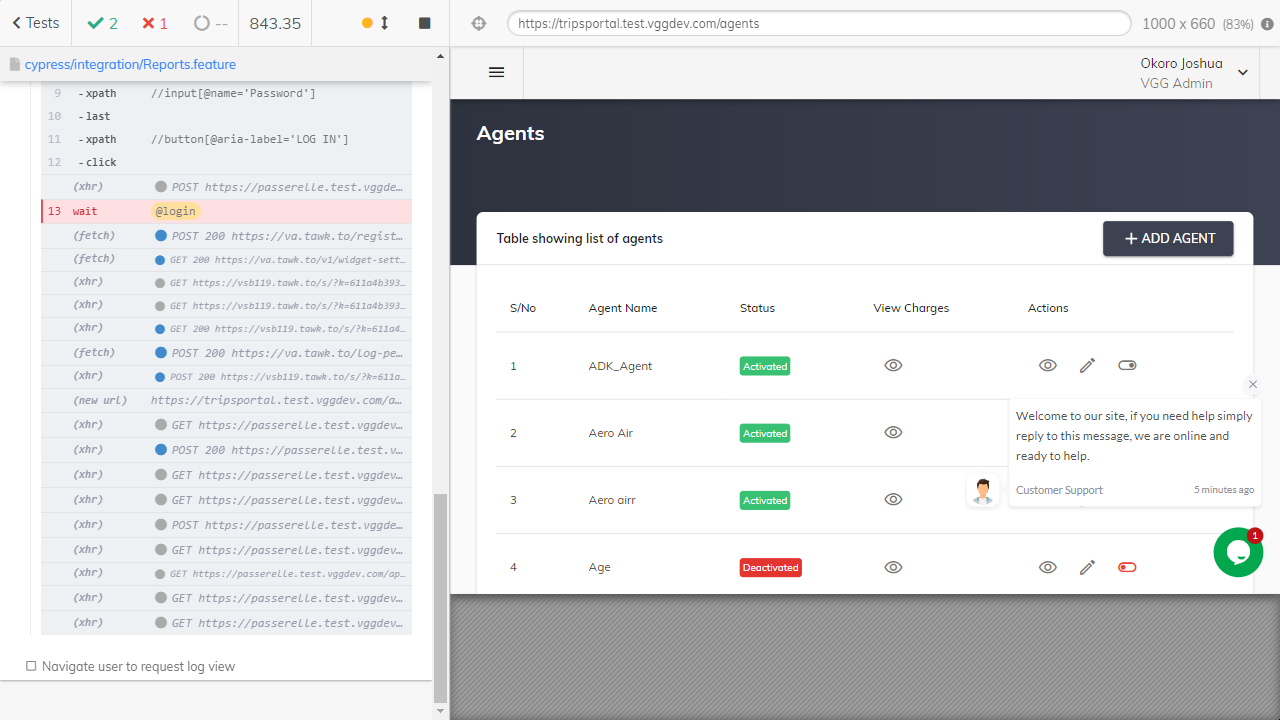 Tests 2 1 -- 843.35
https://tripsportal.test.vggdev.com/agents 1000 x 660 (83%)
cypress/integration/Reports.feature
9 -xpath //input[@name='Password']
10 -last
11 -xpath //button[@aria-label='LOG IN']
12 -click
(xhr) POST https://passerelle.test.vggde…
13 wait @login
(fetch) POST 200 https://va.tawk.to/regist…
(fetch) GET 200 https://va.tawk.to/v1/widget-sett…
(xhr) GET https://vsb119.tawk.to/s/?k=611a4b393…
(xhr) GET https://vsb119.tawk.to/s/?k=611a4b393…
(xhr) GET 200 https://vsb119.tawk.to/s/?k=611a4…
(fetch) POST 200 https://va.tawk.to/log-pe…
(xhr) POST 200 https://vsb119.tawk.to/s/?k=611a…
(new url) https://tripsportal.test.vggdev.com/a…
(xhr) GET https://passerelle.test.vggdev…
(xhr) POST 200 https://passerelle.test.v…
(xhr) GET https://passerelle.test.vggdev…
(xhr) GET https://passerelle.test.vggdev…
(xhr) POST https://passerelle.test.vggde…
(xhr) GET https://passerelle.test.vggdev…
(xhr) GET https://passerelle.test.vggdev.com/ap…
(xhr) GET https://passerelle.test.vggdev…
(xhr) GET https://passerelle.test.vggdev…
Navigate user to request log view
Okoro Joshua
VGG Admin
Agents
Table showing list of agents
ADD AGENT
S/No Agent Name Status View Charges Actions
1 ADK_Agent Activated
2 Aero Air Activated
3 Aero airr Activated
4 Age Deactivated
Welcome to our site, if you need help simply
reply to this message, we are online and
ready to help.
Customer Support 5 minutes ago
1